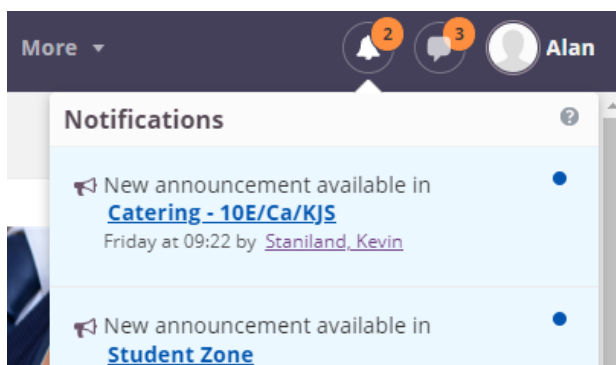 More
2
3
Alan
Notifications
?
New announcement available in
Catering - 10E/Ca/KJS
Friday at 09:22 by Staniland, Kevin
New announcement available in
Student Zone